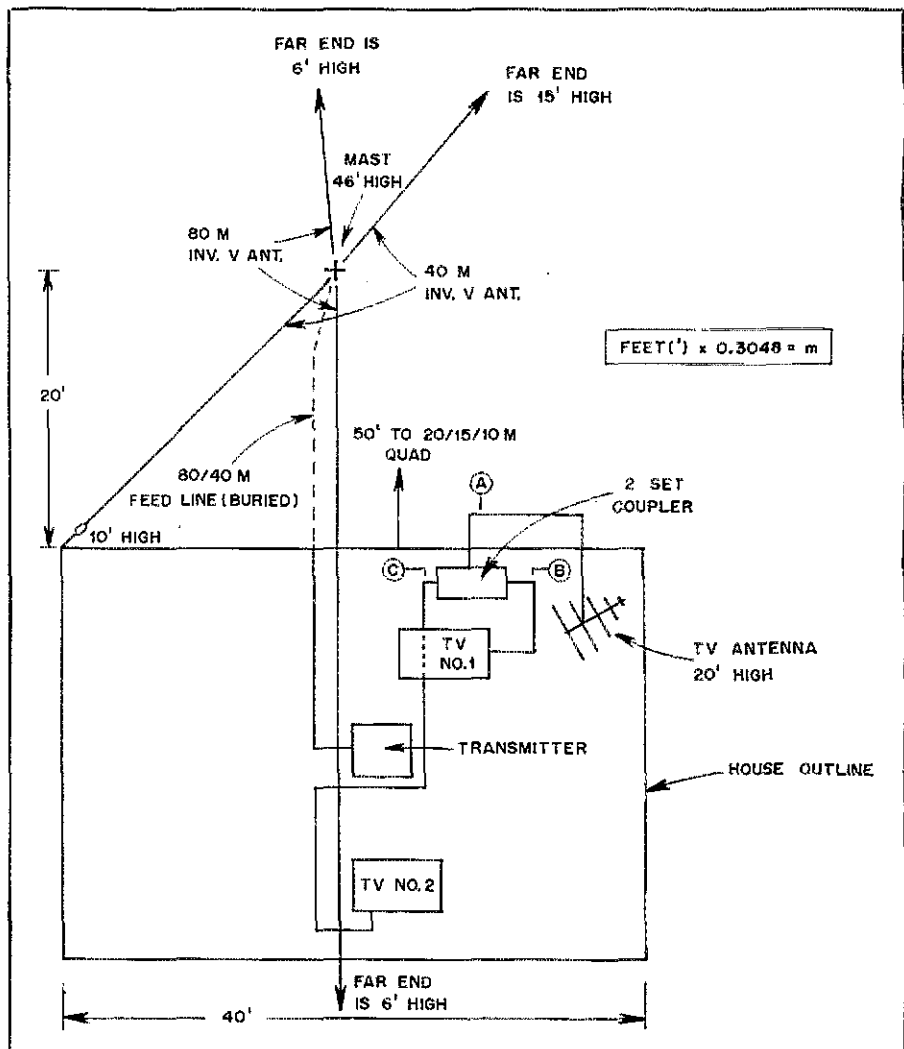 FAR END IS
6' HIGH
FAR END
IS 15' HIGH
MAST
46' HIGH
80 M
INV. V ANT.
40 M
INV. V ANT.
FEET(') x 0.3048 = m
20'
50' TO 20/15/10 M
QUAD
80/40 M
FEED LINE (BURIED)
A
2 SET
COUPLER
10' HIGH
C
B
TV
NO.1
TV ANTENNA
20' HIGH
TRANSMITTER
HOUSE OUTLINE
TV NO.2
FAR END
IS 6' HIGH
40'